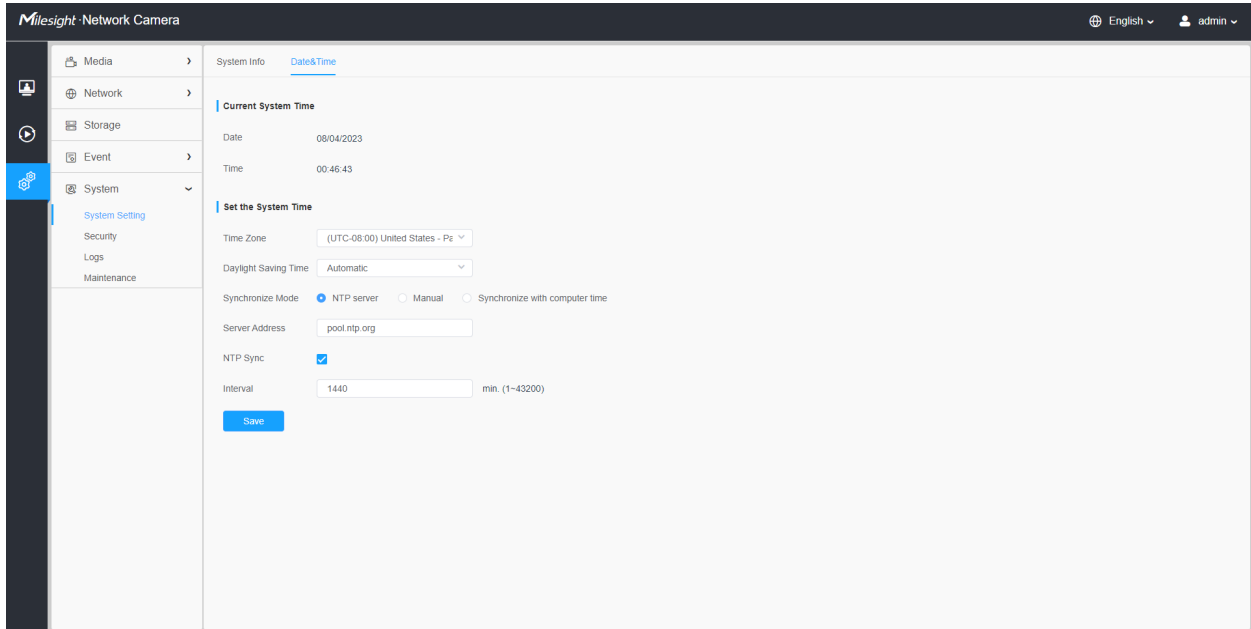 Milesight · Network Camera
English
admin
Media
Network
Storage
Event
System
System Setting
Security
Logs
Maintenance
System Info
Date&Time
Current System Time
Date 08/04/2023
Time 00:46:43
Set the System Time
Time Zone (UTC-08:00) United States - Pa
Daylight Saving Time Automatic
Synchronize Mode NTP server Manual Synchronize with computer time
Server Address pool.ntp.org
NTP Sync
Interval 1440 min. (1~43200)
Save